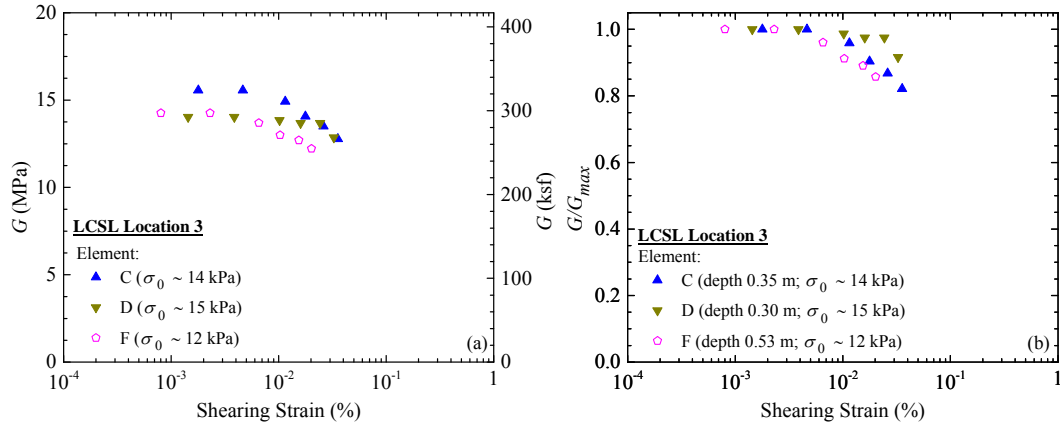 20
15
10
5
0
G (MPa)
400
300
200
100
0
G (ksf)
LCSL Location 3
Element:
C (σ0 ~ 14 kPa)
D (σ0 ~ 15 kPa)
F (σ0 ~ 12 kPa)
(a)
10-4 10-3 10-2 10-1 1
Shearing Strain (%)
1.0
0.8
0.6
0.4
0.2
0.0
G/Gmax
LCSL Location 3
Element:
C (depth 0.35 m; σ0 ~ 14 kPa)
D (depth 0.30 m; σ0 ~ 15 kPa)
F (depth 0.53 m; σ0 ~ 12 kPa)
(b)
10-4 10-3 10-2 10-1 1
Shearing Strain (%)